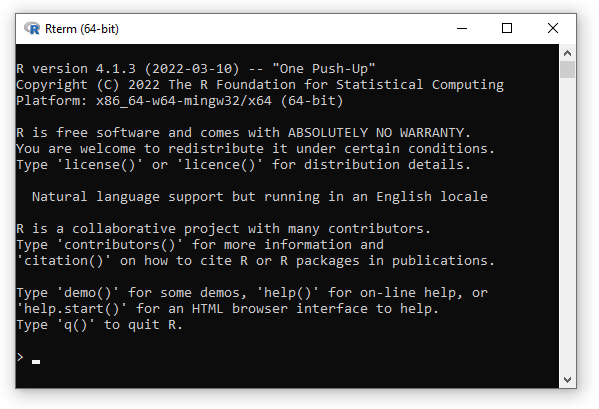 Rterm (64-bit)
R version 4.1.3 (2022-03-10) -- "One Push-Up"
Copyright (C) 2022 The R Foundation for Statistical Computing
Platform: x86_64-w64-mingw32/x64 (64-bit)
R is free software and comes with ABSOLUTELY NO WARRANTY.
You are welcome to redistribute it under certain conditions.
Type 'license()' or 'licence()' for distribution details.
Natural language support but running in an English locale
R is a collaborative project with many contributors.
Type 'contributors()' for more information and
'citation()' on how to cite R or R packages in publications.
Type 'demo()' for some demos, 'help()' for on-line help, or
'help.start()' for an HTML browser interface to help.
Type 'q()' to quit R.
> _